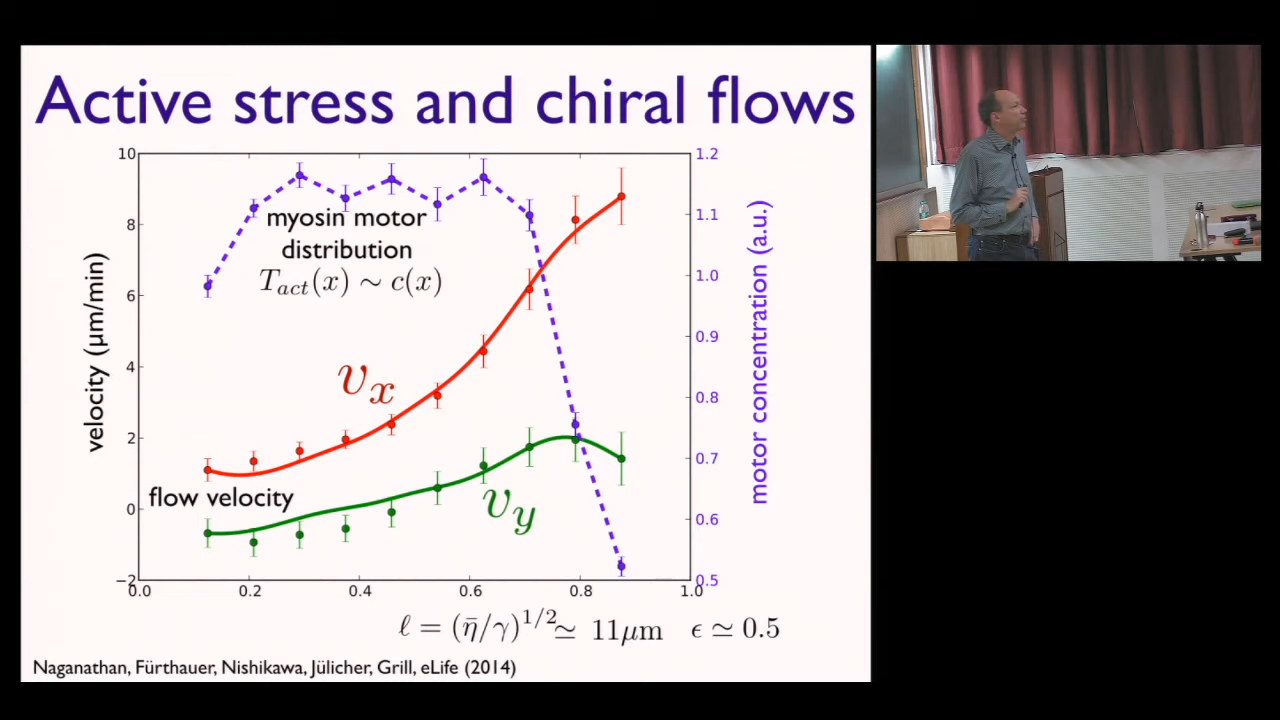 Active stress and chiral flows
10
8
6
4
2
0
−2
velocity (μm/min)
1.2
1.1
1.0
0.9
0.8
0.7
0.6
0.5
motor concentration (a.u.)
myosin motor
distribution
T_act(x) ∼ c(x)
v_x
flow velocity
v_y
0.0 0.2 0.4 0.6 0.8 1.0
ℓ = (η̄/γ)^1/2 ≃ 11μm ϵ ≃ 0.5
Naganathan, Fürthauer, Nishikawa, Jülicher, Grill, eLife (2014)